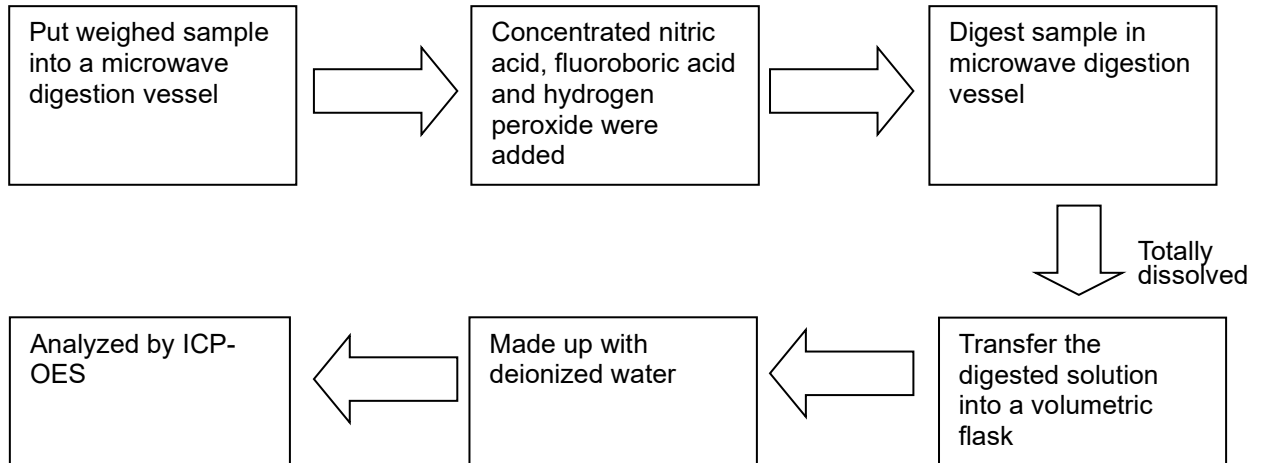 Put weighed sample
into a microwave
digestion vessel
Concentrated nitric
acid, fluoroboric acid
and hydrogen
peroxide were
added
Digest sample in
microwave digestion
vessel
Totally
dissolved
Transfer the
digested solution
into a volumetric
flask
Made up with
deionized water
Analyzed by ICP-
OES